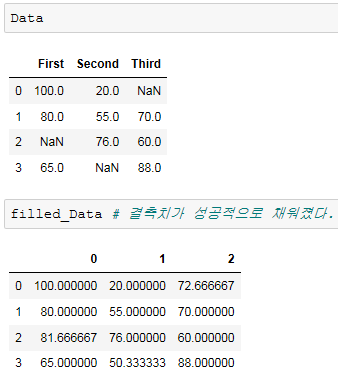 Data
First Second Third
0 100.0 20.0 NaN
1 80.0 55.0 70.0
2 NaN 76.0 60.0
3 65.0 NaN 88.0
filled_Data # 결측치가 성공적으로 채워졌다.
0 1 2
0 100.000000 20.000000 72.666667
1 80.000000 55.000000 70.000000
2 81.666667 76.000000 60.000000
3 65.000000 50.333333 88.000000